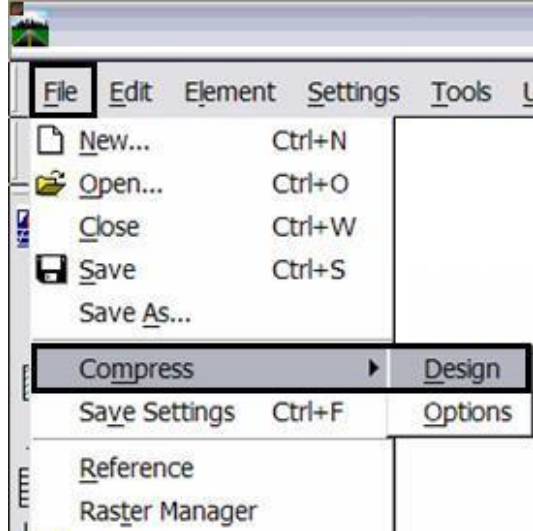 File Edit Element Settings Tools U
New... Ctrl+N
Open... Ctrl+O
Close Ctrl+W
Save Ctrl+S
Save As...
Compress Design
Save Settings Ctrl+F Options
Reference
Raster Manager